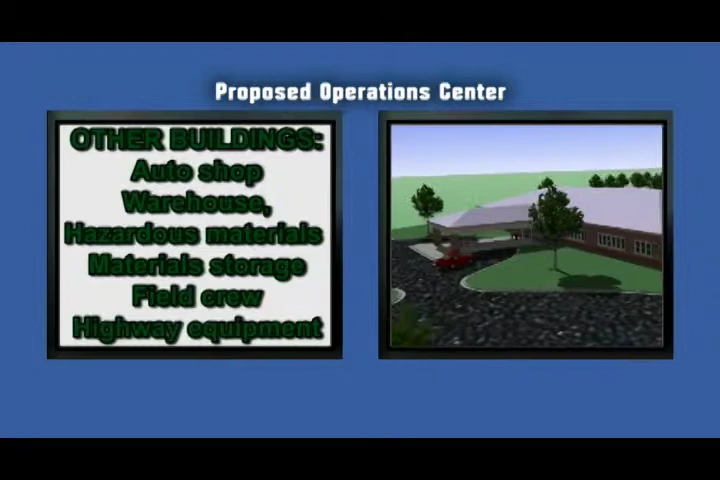 Proposed Operations Center
OTHER BUILDINGS:
Auto shop
Warehouse,
Hazardous materials
Materials storage
Field crew
Highway equipment